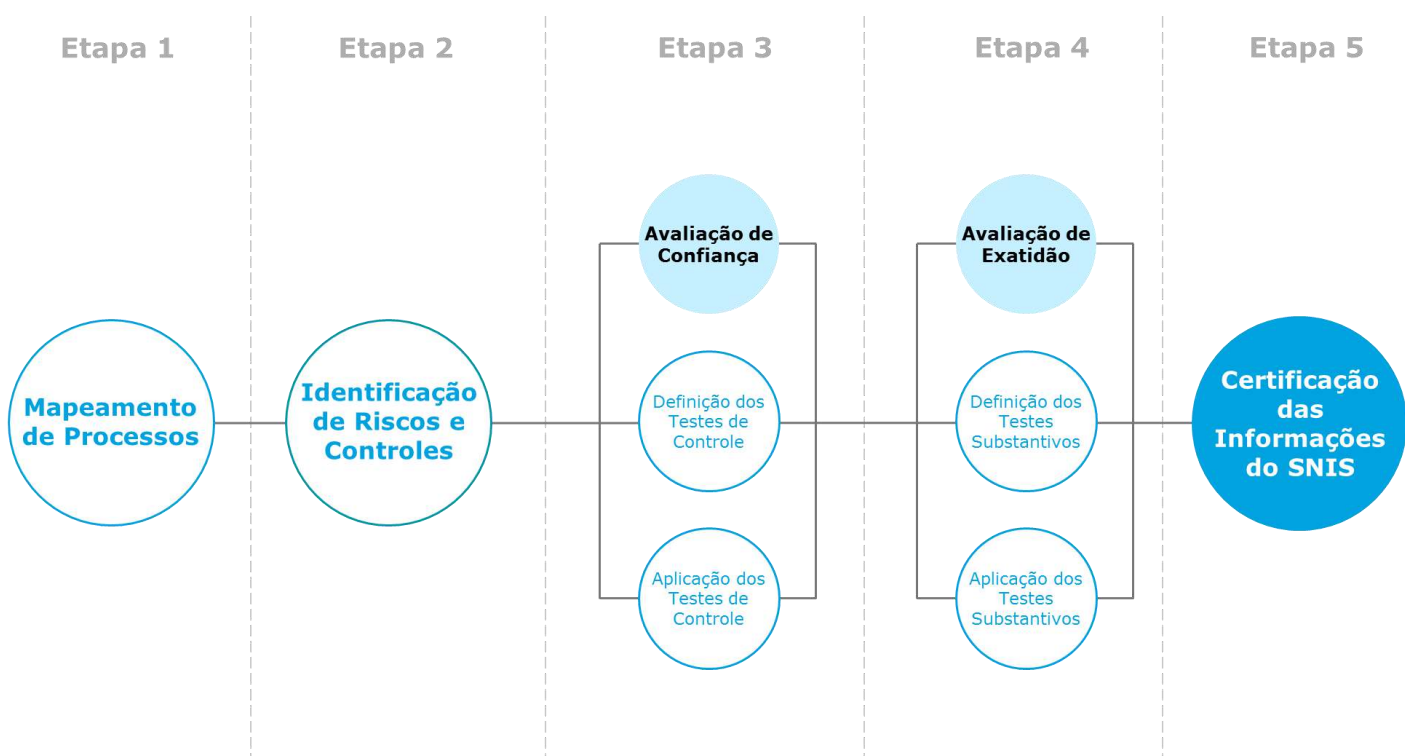 Etapa 1
Etapa 2
Etapa 3
Etapa 4
Etapa 5
Mapeamento
de Processos
Identificação
de Riscos e
Controles
Avaliação de
Confiança
Definição dos
Testes de
Controle
Aplicação dos
Testes de
Controle
Avaliação de
Exatidão
Definição dos
Testes
Substantivos
Aplicação dos
Testes
Substantivos
Certificação
das
Informações
do SNIS